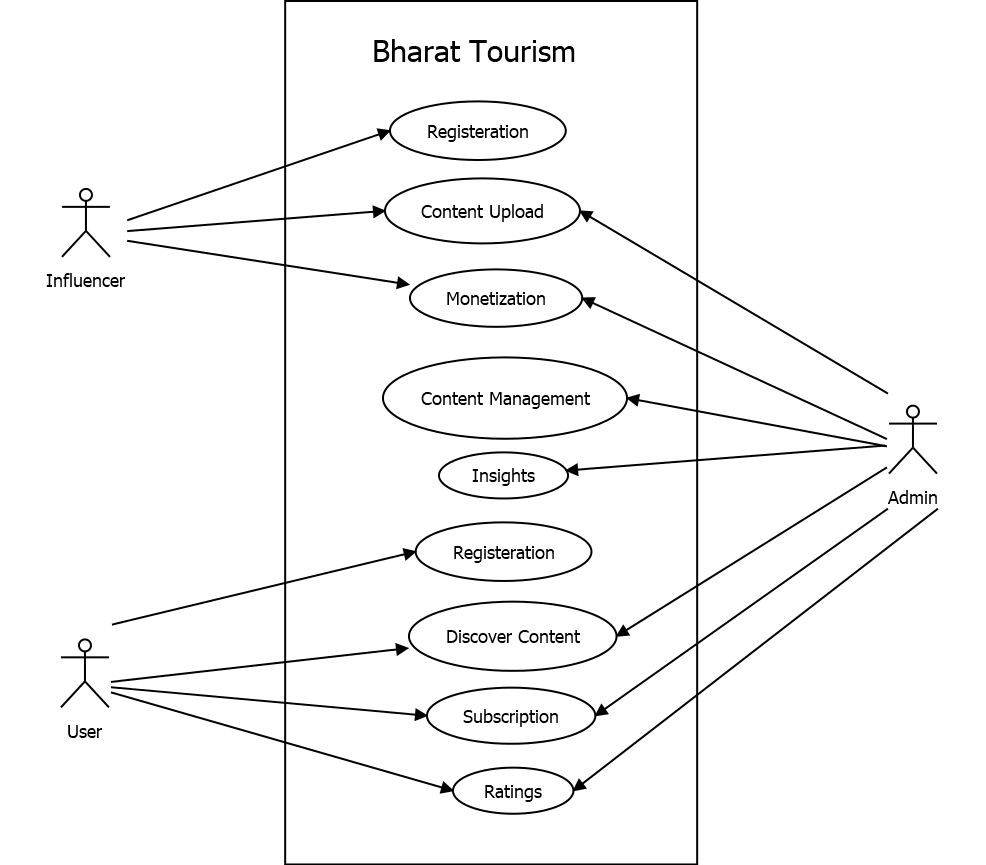 Bharat Tourism
Registeration
Content Upload
Influencer
Monetization
Content Management
Insights
Admin
Registeration
Discover Content
Subscription
User
Ratings